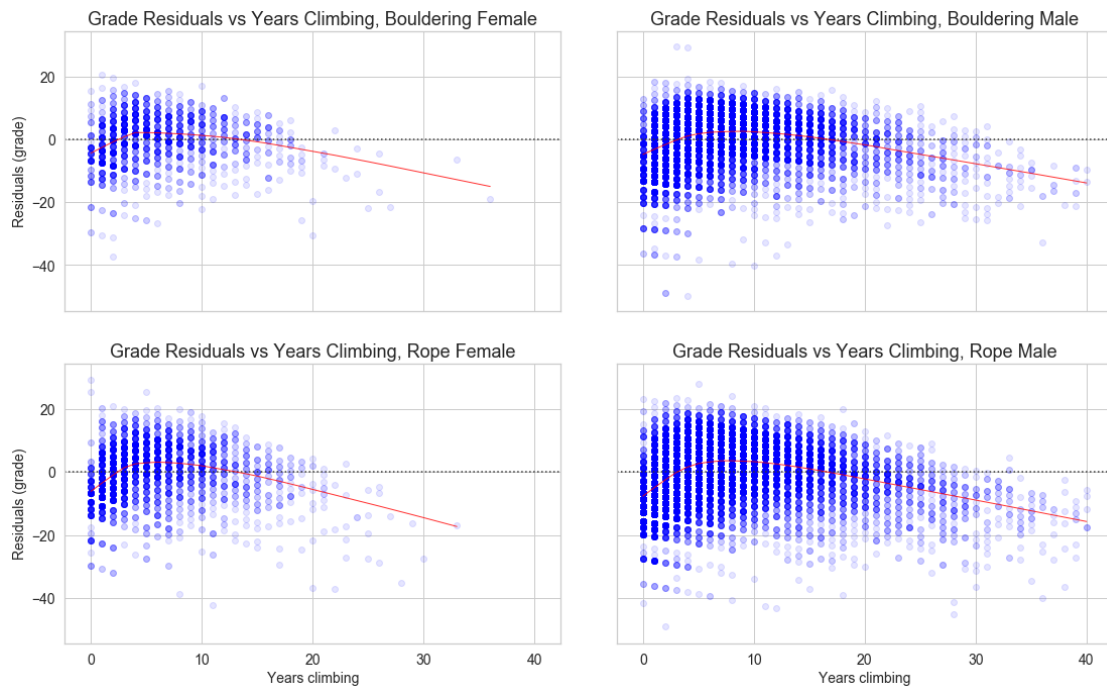 Grade Residuals vs Years Climbing, Bouldering Female
Grade Residuals vs Years Climbing, Bouldering Male
Residuals (grade)
20
0
−20
−40
Grade Residuals vs Years Climbing, Rope Female
Grade Residuals vs Years Climbing, Rope Male
Residuals (grade)
20
0
−20
−40
0 10 20 30 40
Years climbing
0 10 20 30 40
Years climbing